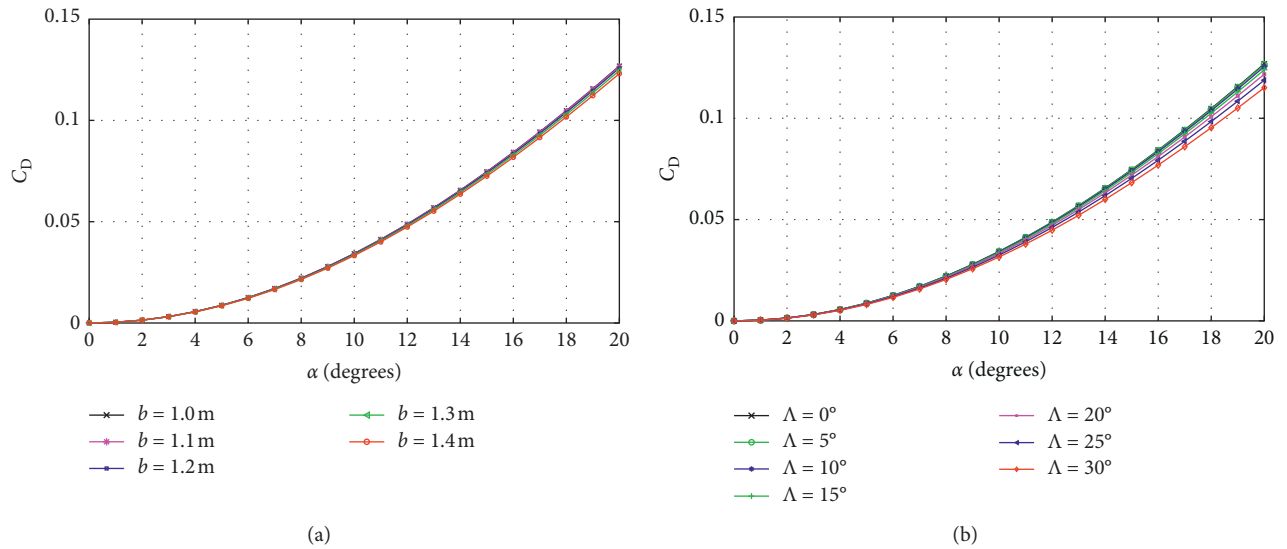 0.15
0.1
0.05
0
C_D
0 2 4 6 8 10 12 14 16 18 20
α (degrees)
b = 1.0 m
b = 1.1 m
b = 1.2 m
b = 1.3 m
b = 1.4 m
(a)
0.15
0.1
0.05
0
C_D
0 2 4 6 8 10 12 14 16 18 20
α (degrees)
Λ = 0°
Λ = 5°
Λ = 10°
Λ = 15°
Λ = 20°
Λ = 25°
Λ = 30°
(b)